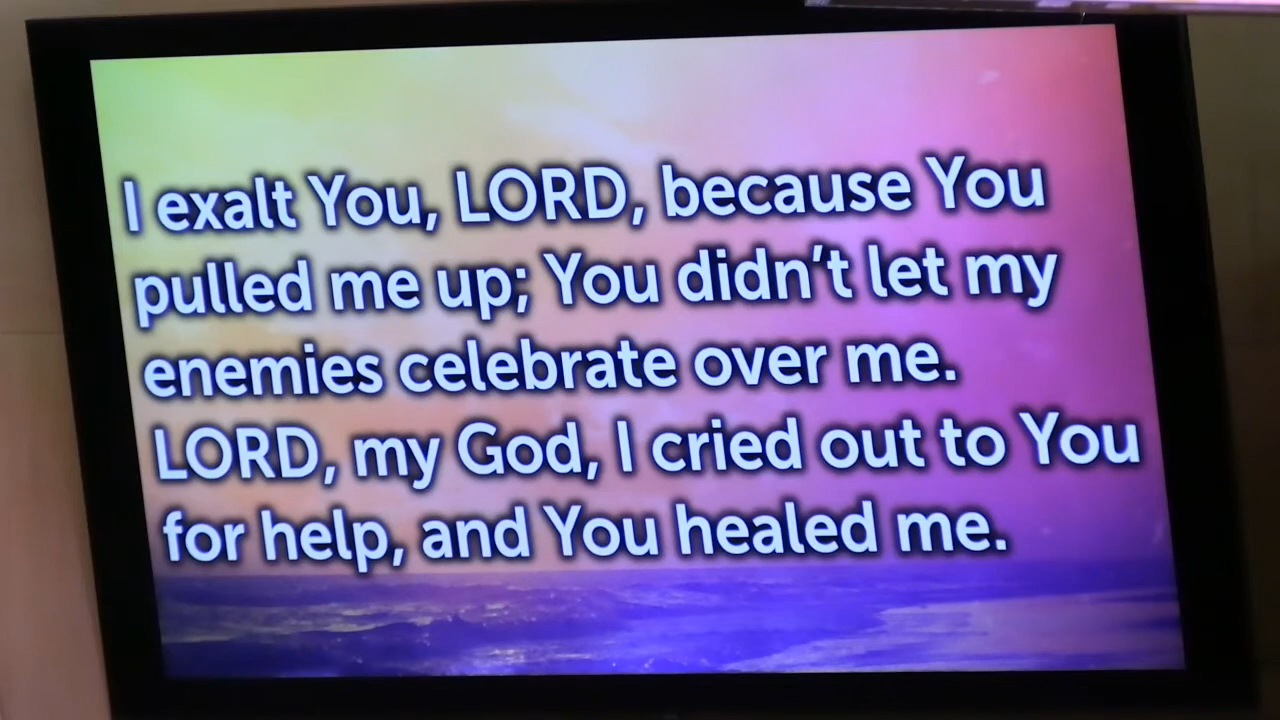 I exalt You, LORD, because You
pulled me up; You didn't let my
enemies celebrate over me.
LORD, my God, I cried out to You
for help, and You healed me.